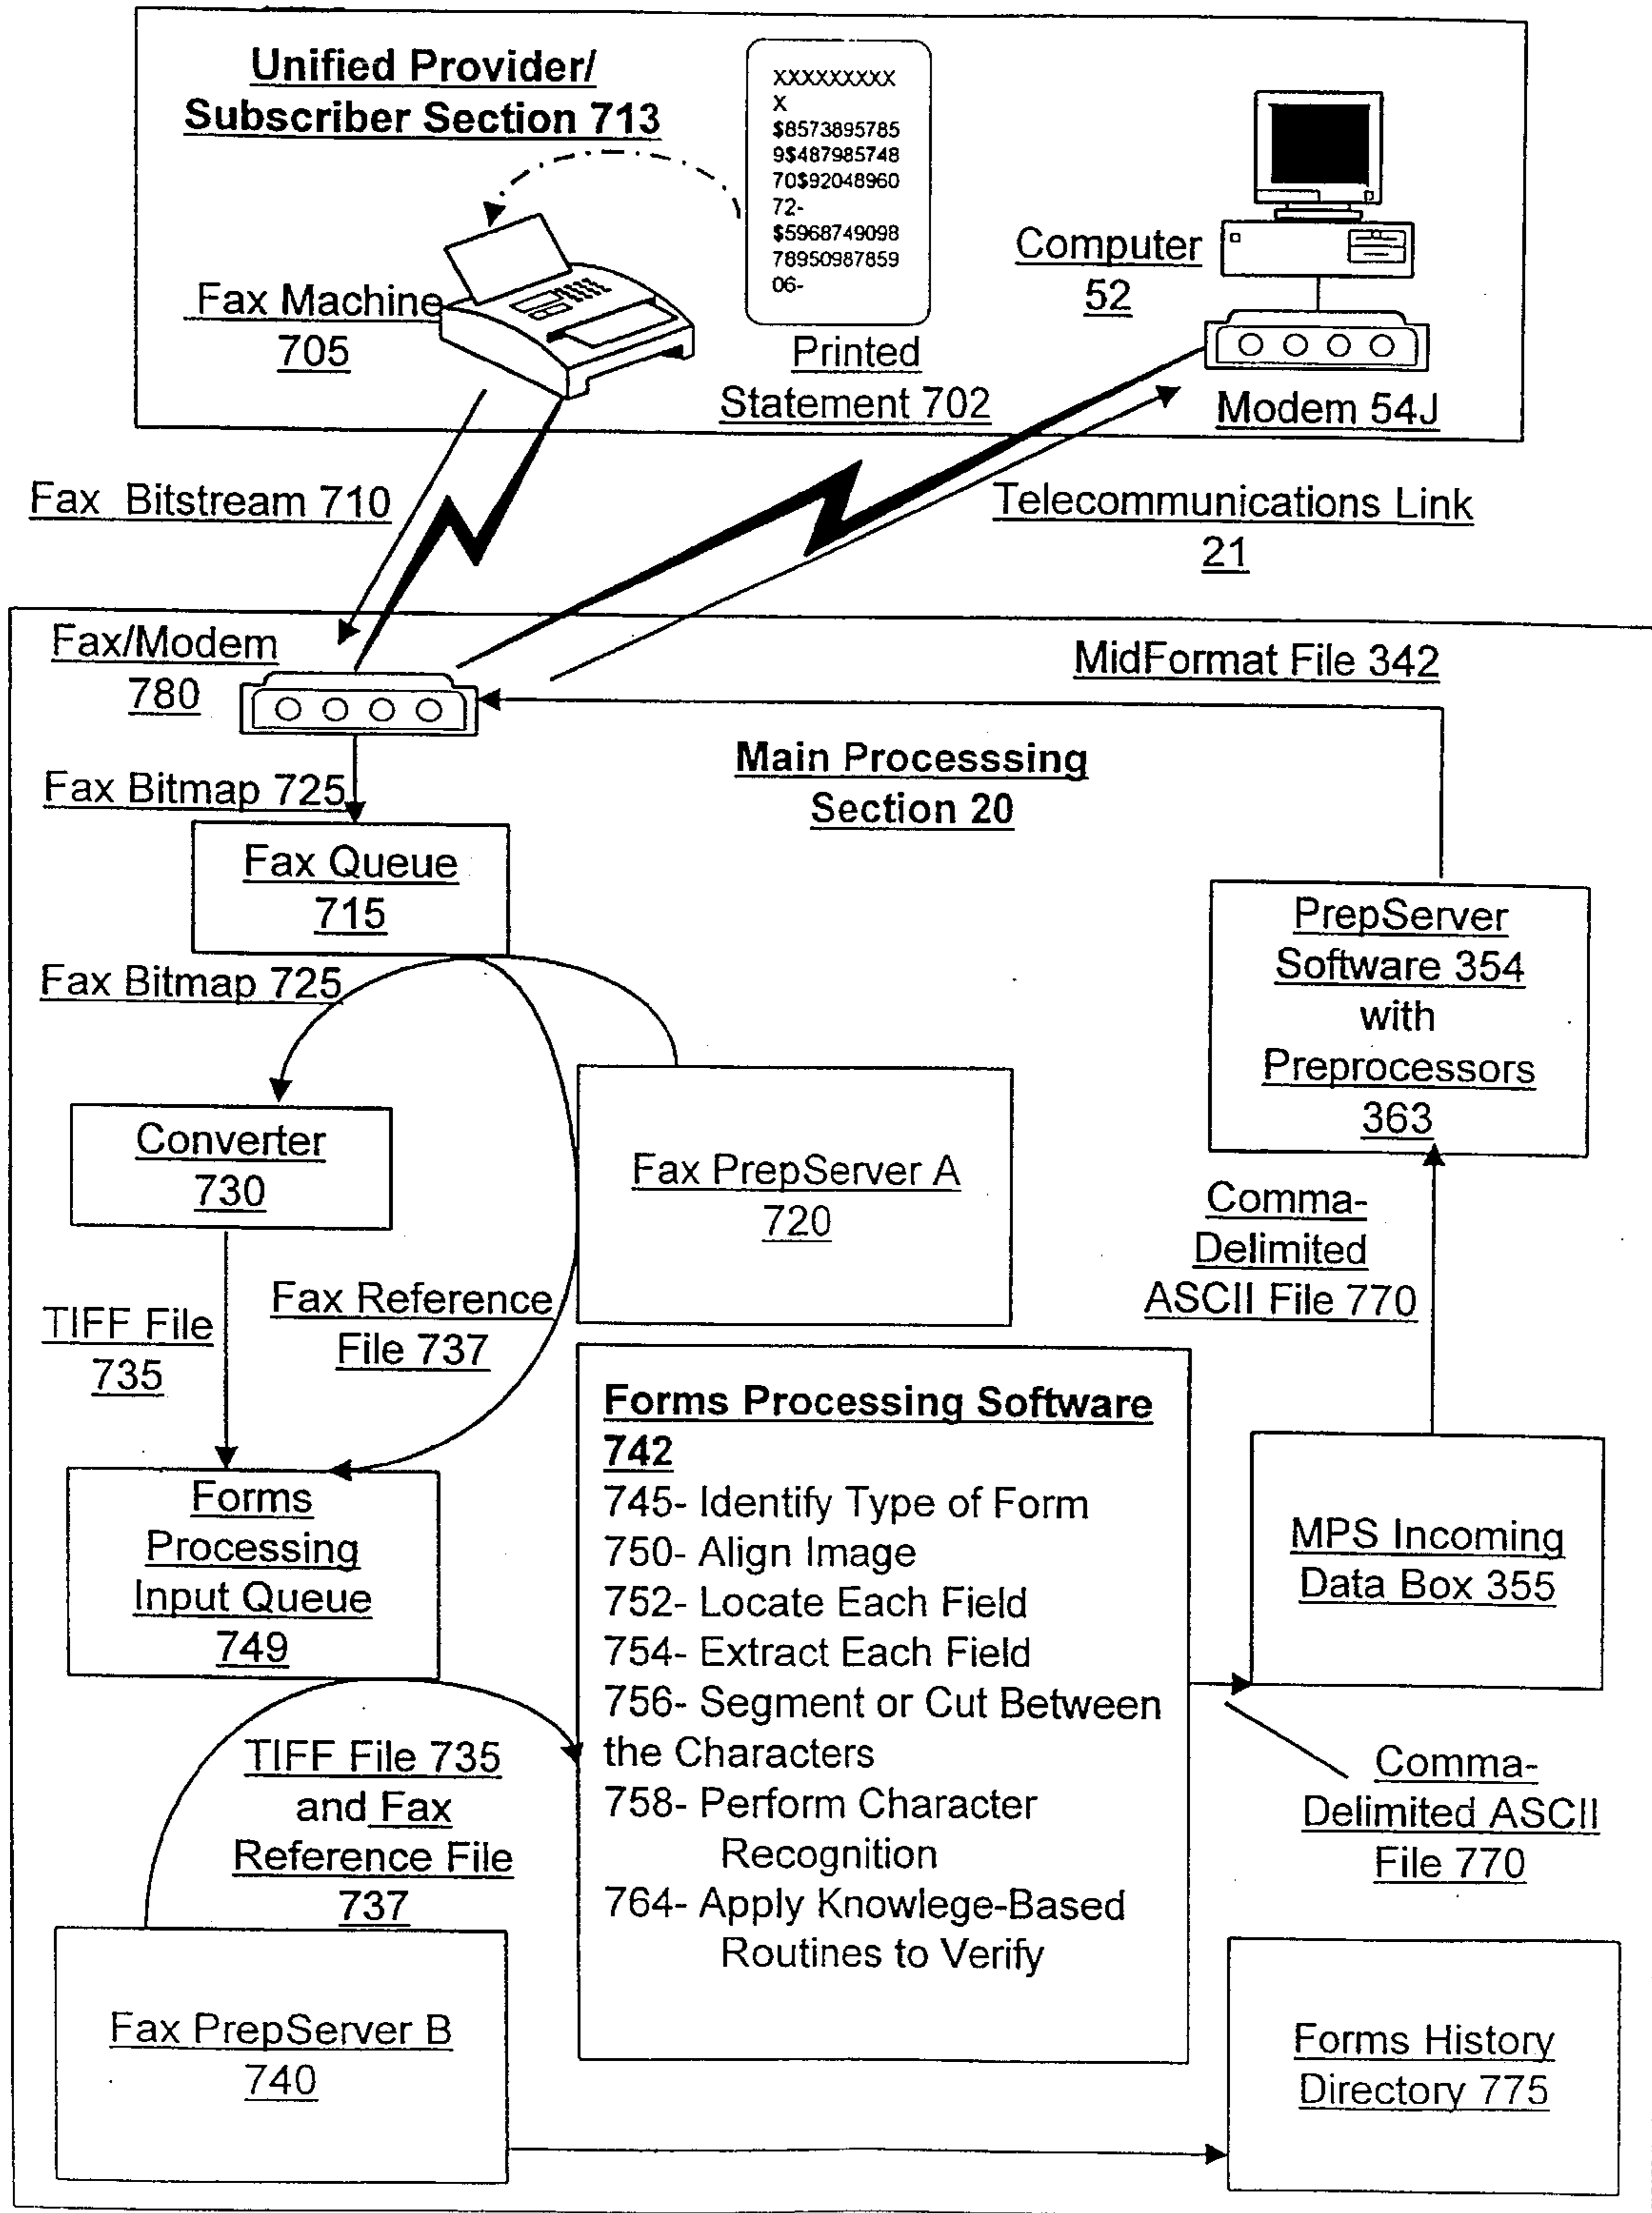 Unified Provider/
Subscriber Section 713
XXXXXXXXX
X
$8573895785
9$487985748
70$92048960
72-
$5968749098
78950987859
06-
Computer
52
Fax Machine
705
Printed
Statement 702
Modem 54J
Fax Bitstream 710
Telecommunications Link
21
Fax/Modem
780
MidFormat File 342
Main Processsing
Section 20
Fax Bitmap 725
Fax Queue
715
Fax Bitmap 725
PrepServer
Software 354
with
Preprocessors
363
Converter
730
Fax PrepServer A
720
Comma-
Delimited
ASCII File 770
TIFF File
735
Fax Reference
File 737
Forms Processing Software
742
745- Identify Type of Form
750- Align Image
752- Locate Each Field
754- Extract Each Field
756- Segment or Cut Between
the Characters
758- Perform Character
Recognition
764- Apply Knowlege-Based
Routines to Verify
Forms
Processing
Input Queue
749
MPS Incoming
Data Box 355
TIFF File 735
and Fax
Reference File
737
Comma-
Delimited ASCII
File 770
Fax PrepServer B
740
Forms History
Directory 775